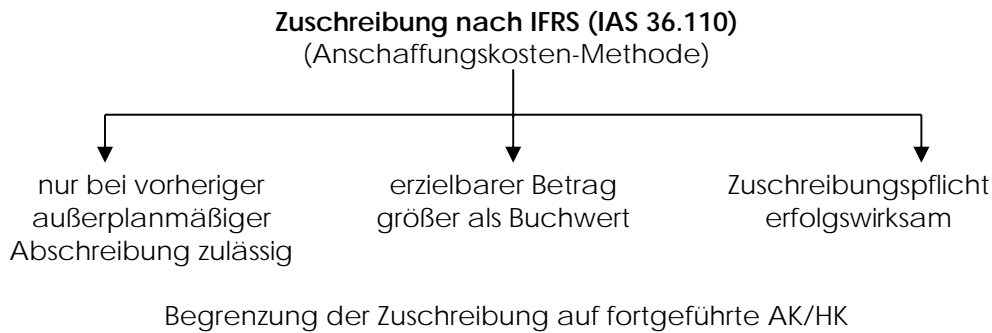 Zuschreibung nach IFRS (IAS 36.110)
(Anschaffungskosten-Methode)
nur bei vorheriger
außerplanmäßiger
Abschreibung zulässig
erzielbarer Betrag
größer als Buchwert
Zuschreibungspflicht
erfolgswirksam
Begrenzung der Zuschreibung auf fortgeführte AK/HK